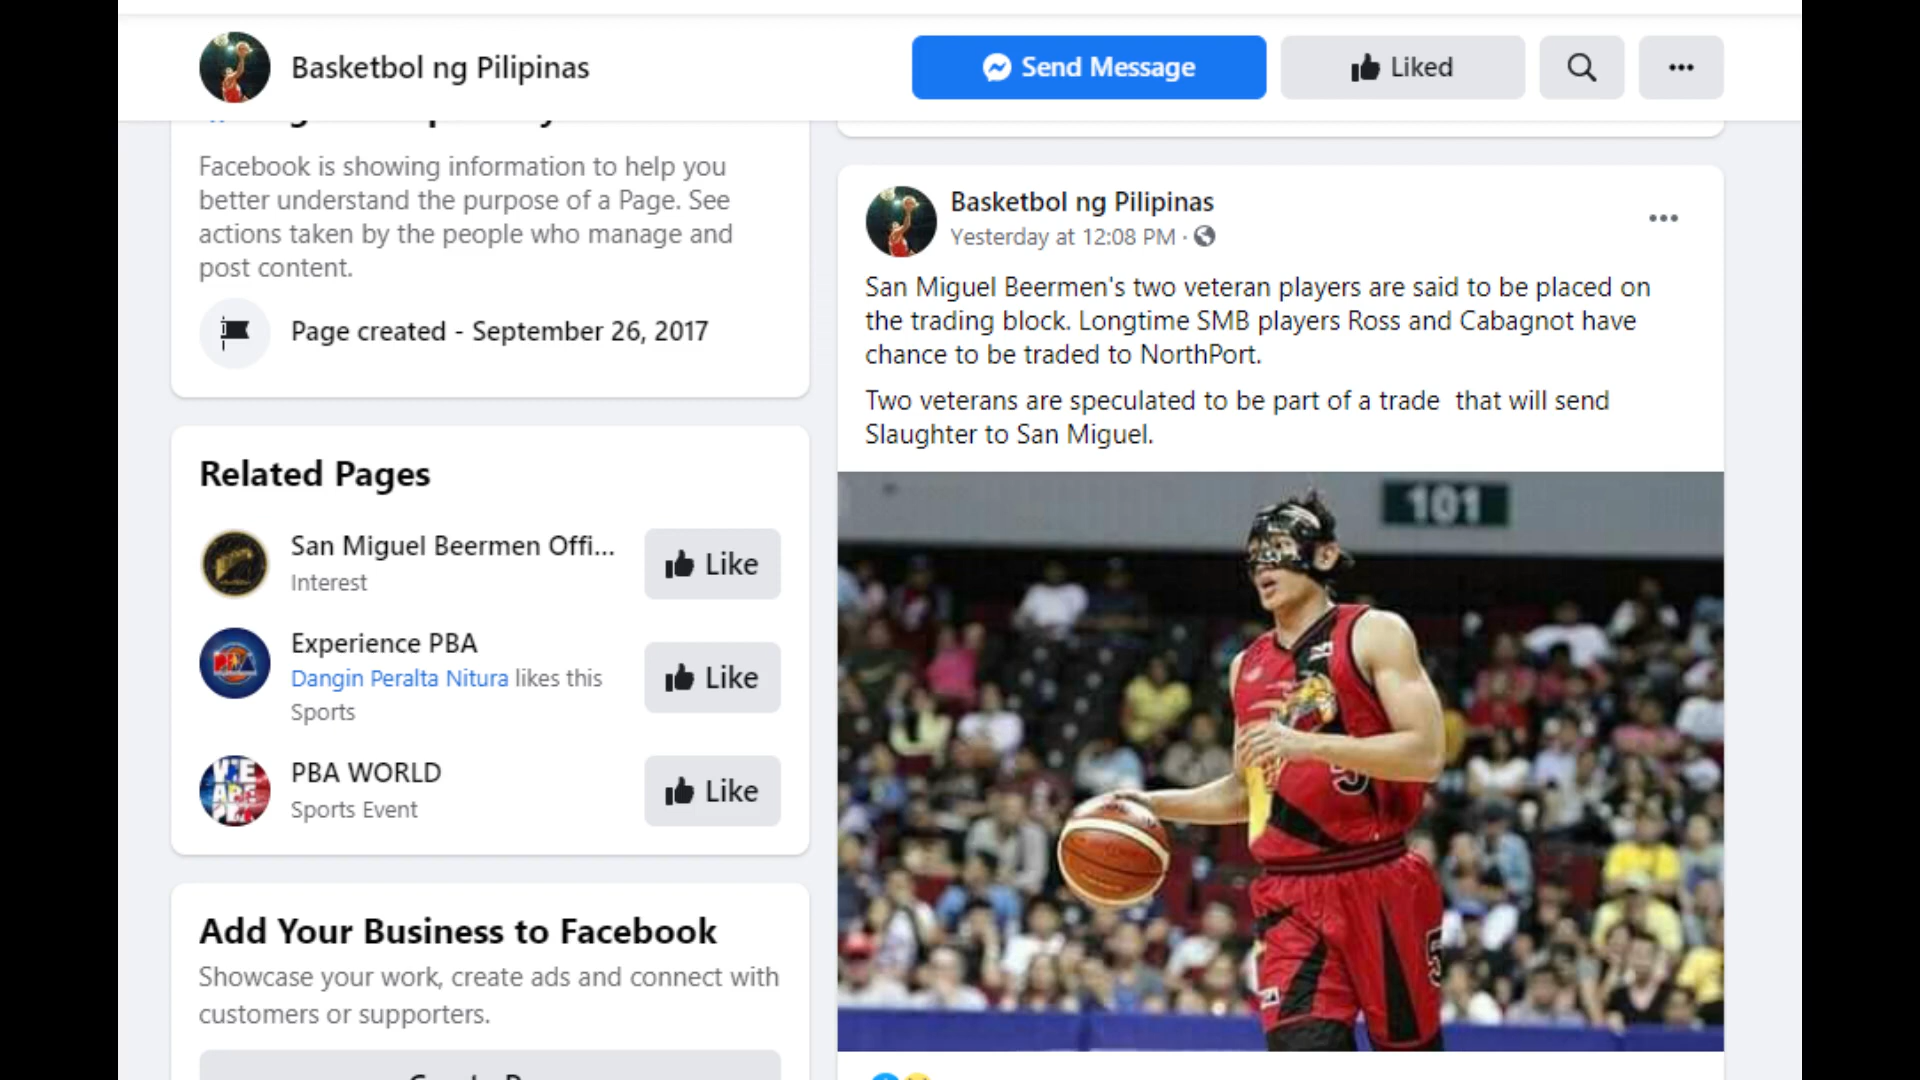 Basketbol ng Pilipinas
Send Message
Liked
Facebook is showing information to help you
better understand the purpose of a Page. See
actions taken by the people who manage and
post content.
Page created - September 26, 2017
Related Pages
San Miguel Beermen Offi...
Interest
Like
Experience PBA
Dangin Peralta Nitura likes this
Sports
Like
PBA WORLD
Sports Event
Like
Add Your Business to Facebook
Showcase your work, create ads and connect with
customers or supporters.
Basketbol ng Pilipinas
Yesterday at 12:08 PM ·
San Miguel Beermen's two veteran players are said to be placed on
the trading block. Longtime SMB players Ross and Cabagnot have
chance to be traded to NorthPort.
Two veterans are speculated to be part of a trade  that will send
Slaughter to San Miguel.
101
5
5